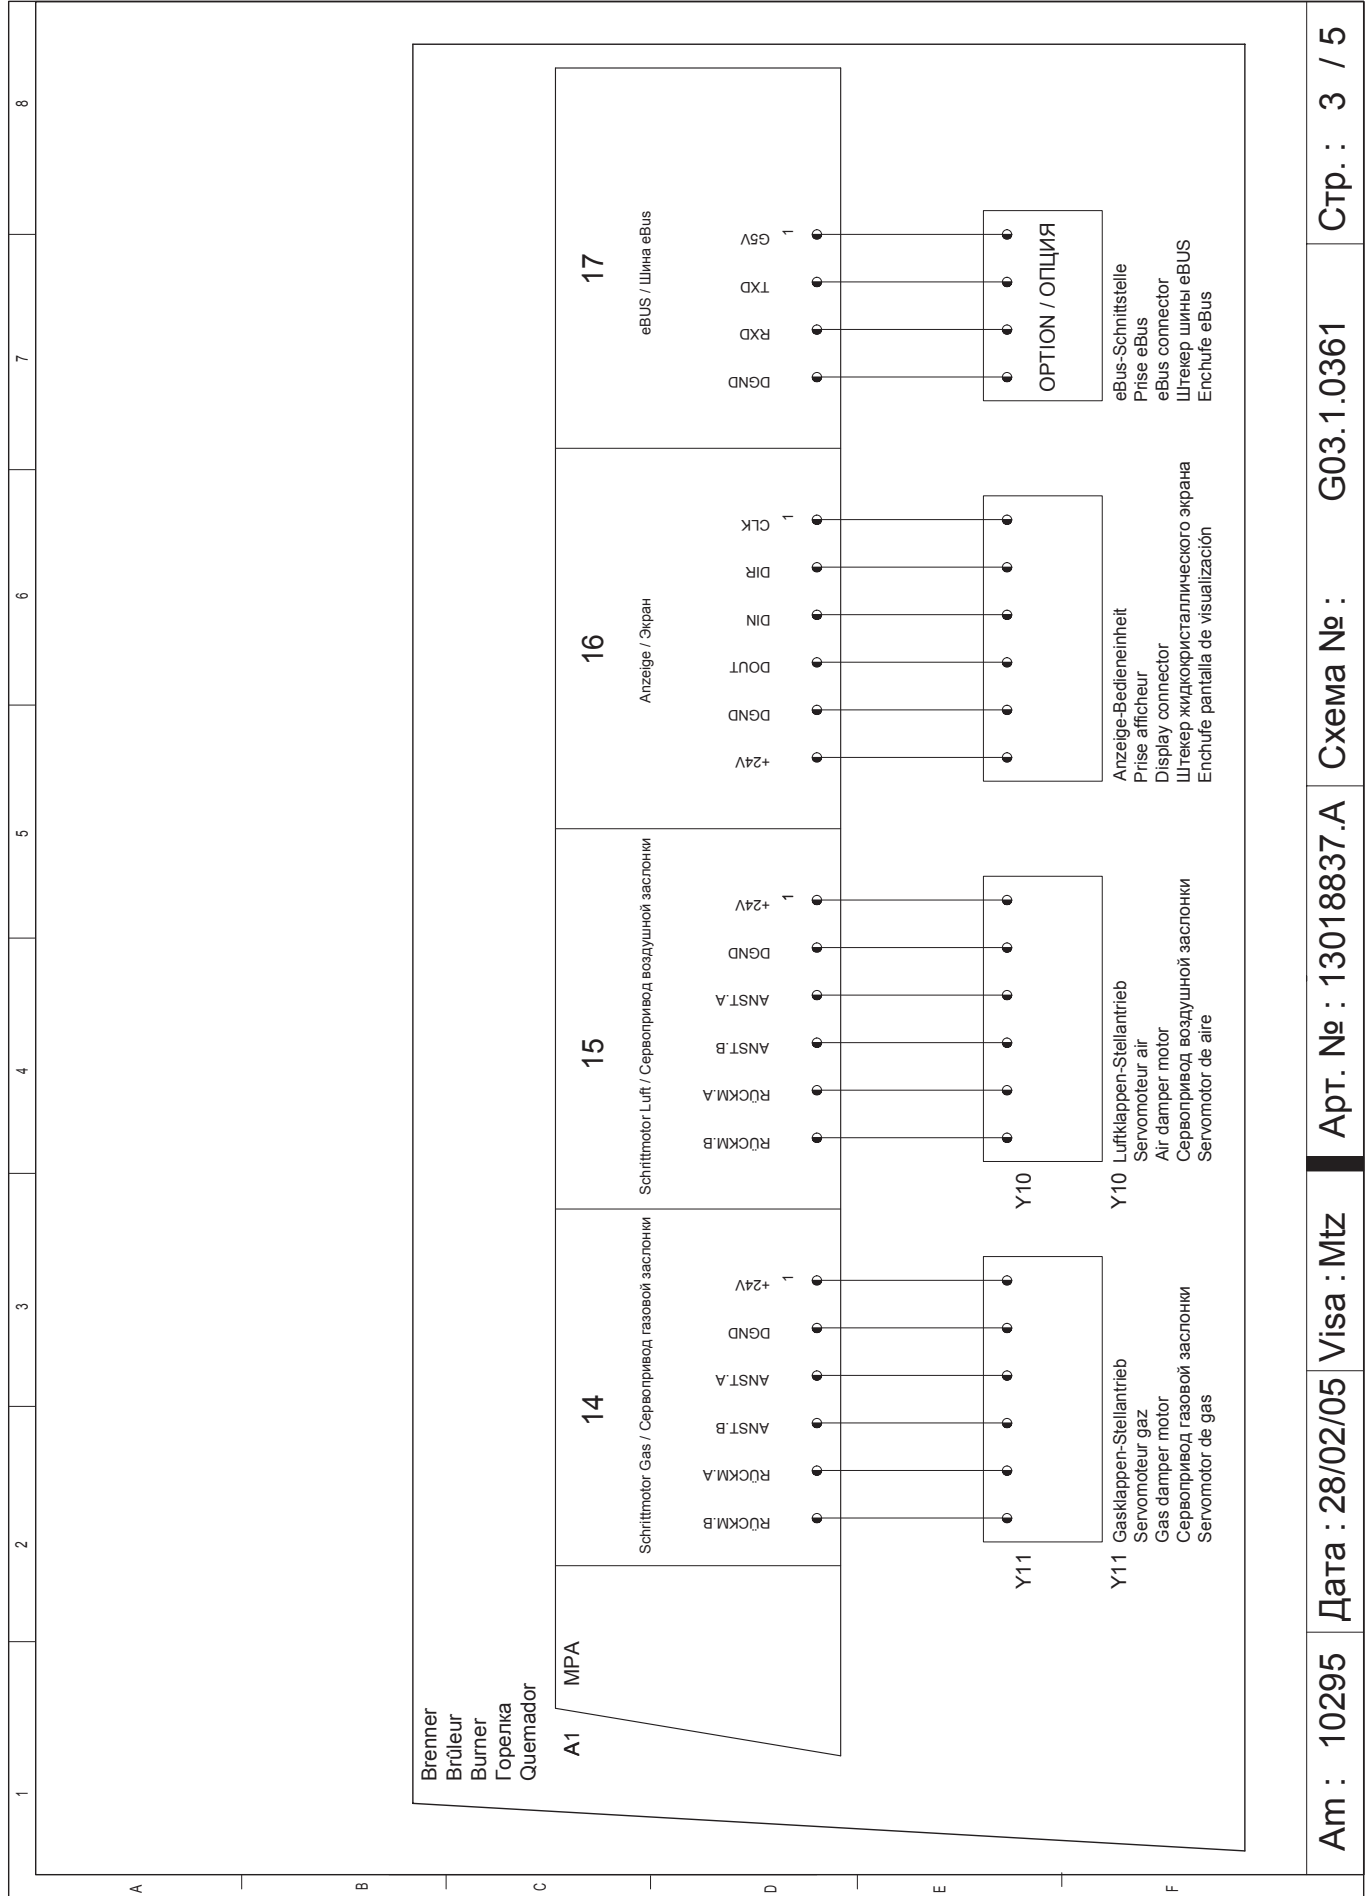 1
2
3
4
5
6
7
8
A
B
C
D
E
F
Brenner
Brûleur
Burner
Горелка
Quemador
A1
MPA
14
Schrittmotor Gas / Сервопривод газовой заслонки
RÜCKM.B
RÜCKM.A
ANST.B
ANST.A
DGND
+24V
1
15
Schrittmotor Luft / Сервопривод воздушной заслонки
RÜCKM.B
RÜCKM.A
ANST.B
ANST.A
DGND
+24V
1
16
Anzeige / Экран
+24V
DGND
DOUT
DIN
DIR
CLK
1
17
eBUS / Шина eBus
DGND
RXD
TXD
G5V
1
Y11
Y11 Gasklappen-Stellantrieb
Servomoteur gaz
Gas damper motor
Сервопривод газовой заслонки
Servomotor de gas
Y10
Y10 Luftklappen-Stellantrieb
Servomoteur air
Air damper motor
Сервопривод воздушной заслонки
Servomotor de aire
Anzeige-Bedieneinheit
Prise afficheur
Display connector
Штекер жидкокристаллического экрана
Enchufe pantalla de visualización
OPTION / ОПЦИЯ
eBus-Schnittstelle
Prise eBus
eBus connector
Штекер шины eBUS
Enchufe eBus
Am : 10295
Дата : 28/02/05
Visa : Mtz
Арт. № : 13018837.A
Схема № : G03.1.0361
Стр. : 3 / 5